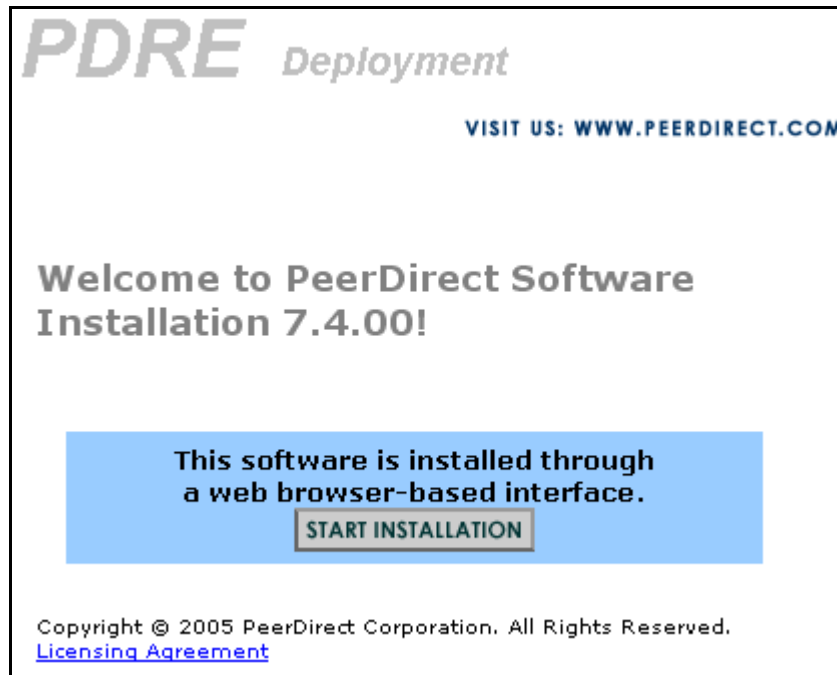 PDRE Deployment
VISIT US: WWW.PEERDIRECT.COM
Welcome to PeerDirect Software
Installation 7.4.00!
This software is installed through
a web browser-based interface.
START INSTALLATION
Copyright © 2005 PeerDirect Corporation. All Rights Reserved.
Licensing Agreement